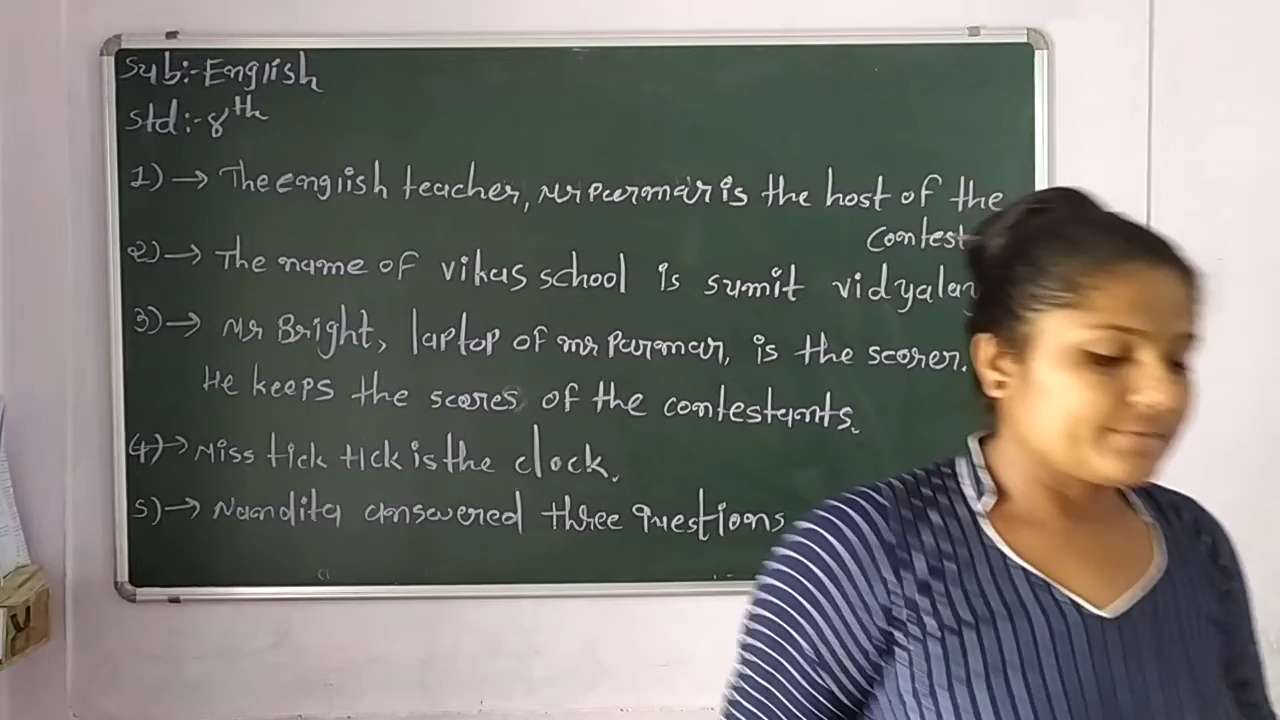 Sub:-English
Std:-8th
1)→ The english teacher, Mr Parmar is the host of the
contest
2)→ The name of vikas school is sumit
3)→ Mr Bright, laptop of mr Parmar, is the scorer.
He keeps the scores of the contestants.
4)→ Miss tick tick is the clock.
5)→ Nandita answered three questions